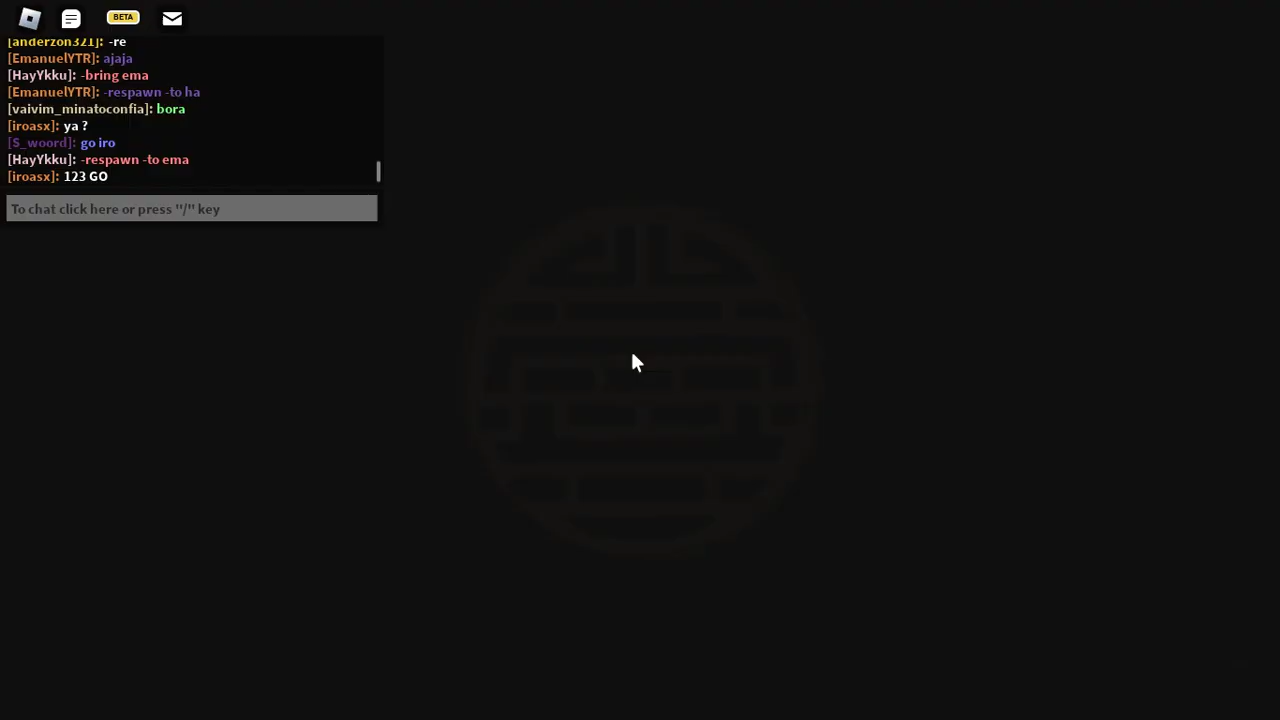 BETA
[anderzon321]: -re
[EmanuelYTR]: ajaja
[HayYkku]: -bring ema
[EmanuelYTR]: -respawn -to ha
[vaivim_minatoconfia]: bora
[iroasx]: ya ?
[S_woord]: go iro
[HayYkku]: -respawn -to ema
[iroasx]: 123 GO
To chat click here or press "/" key